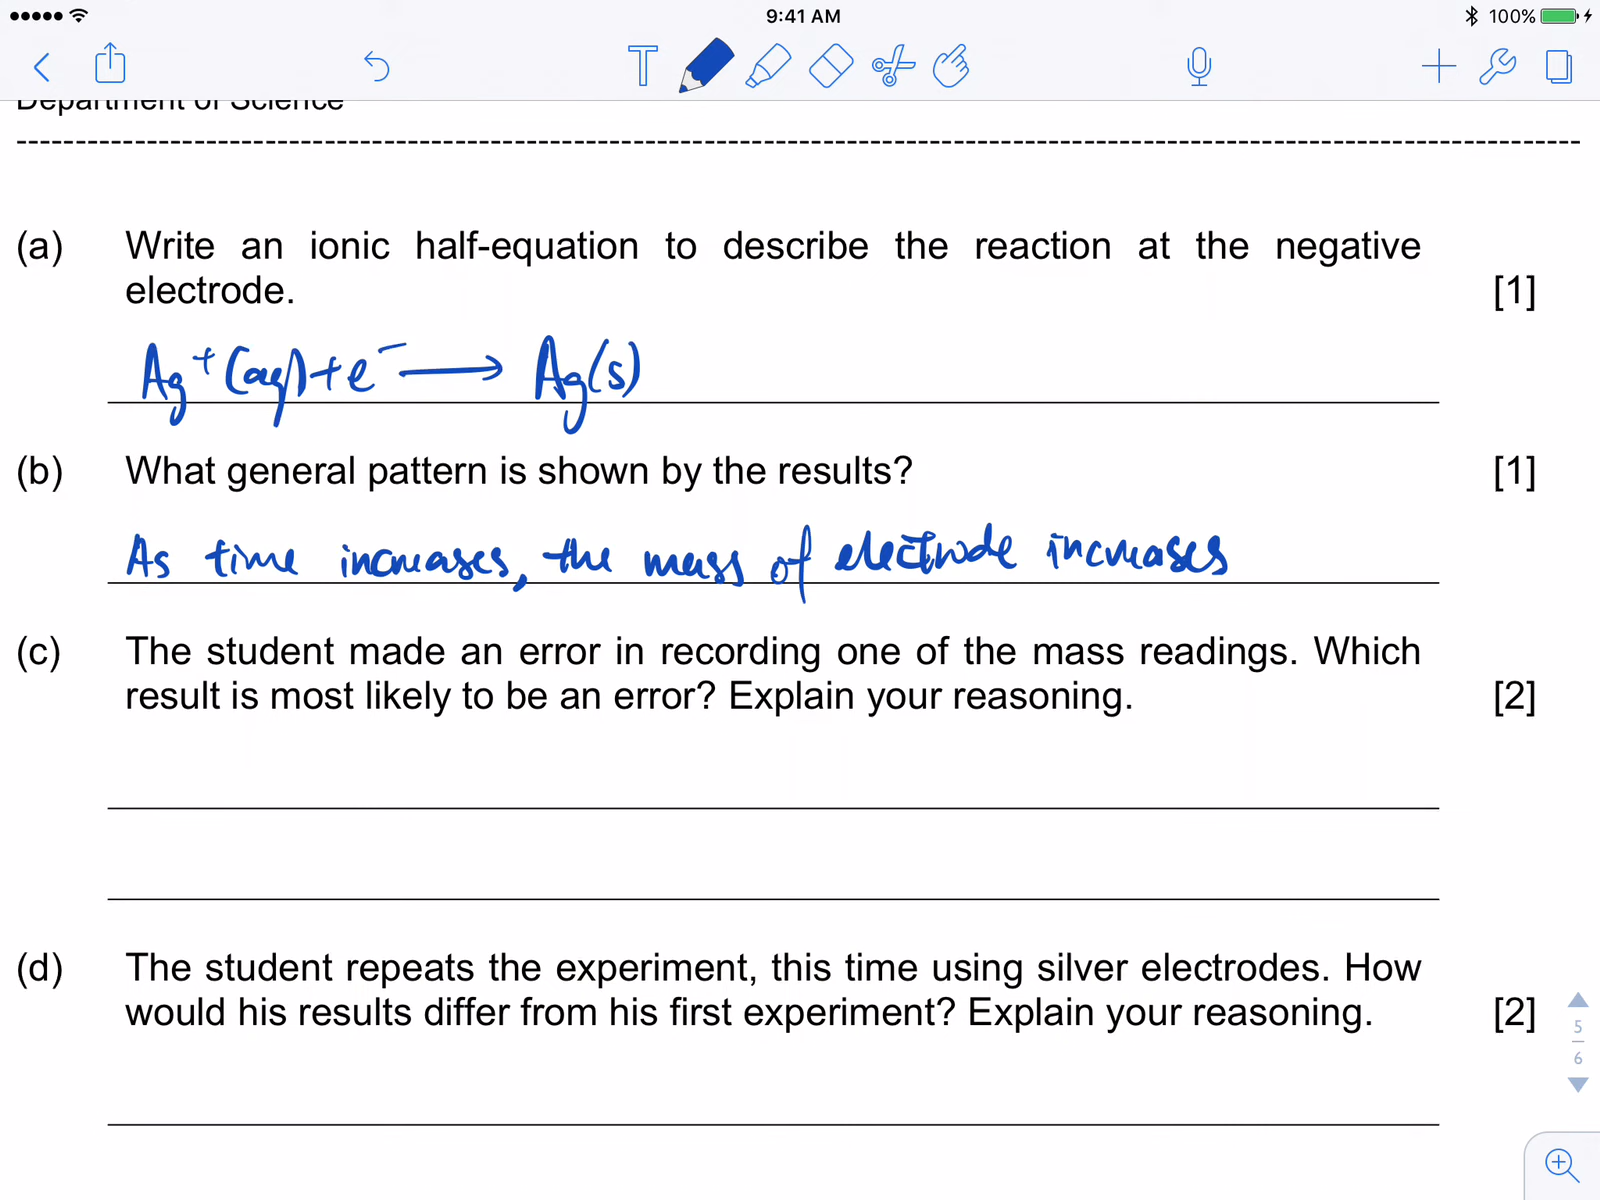 9:41 AM
100%
T
Department of Science
(a) Write an ionic half-equation to describe the reaction at the negative
electrode. [1]
Ag⁺(aq)+e⁻ ⟶ Ag(s)
(b) What general pattern is shown by the results? [1]
As time increases, the mass of electrode increases
(c) The student made an error in recording one of the mass readings. Which
result is most likely to be an error? Explain your reasoning. [2]
(d) The student repeats the experiment, this time using silver electrodes. How
would his results differ from his first experiment? Explain your reasoning. [2]
5
6